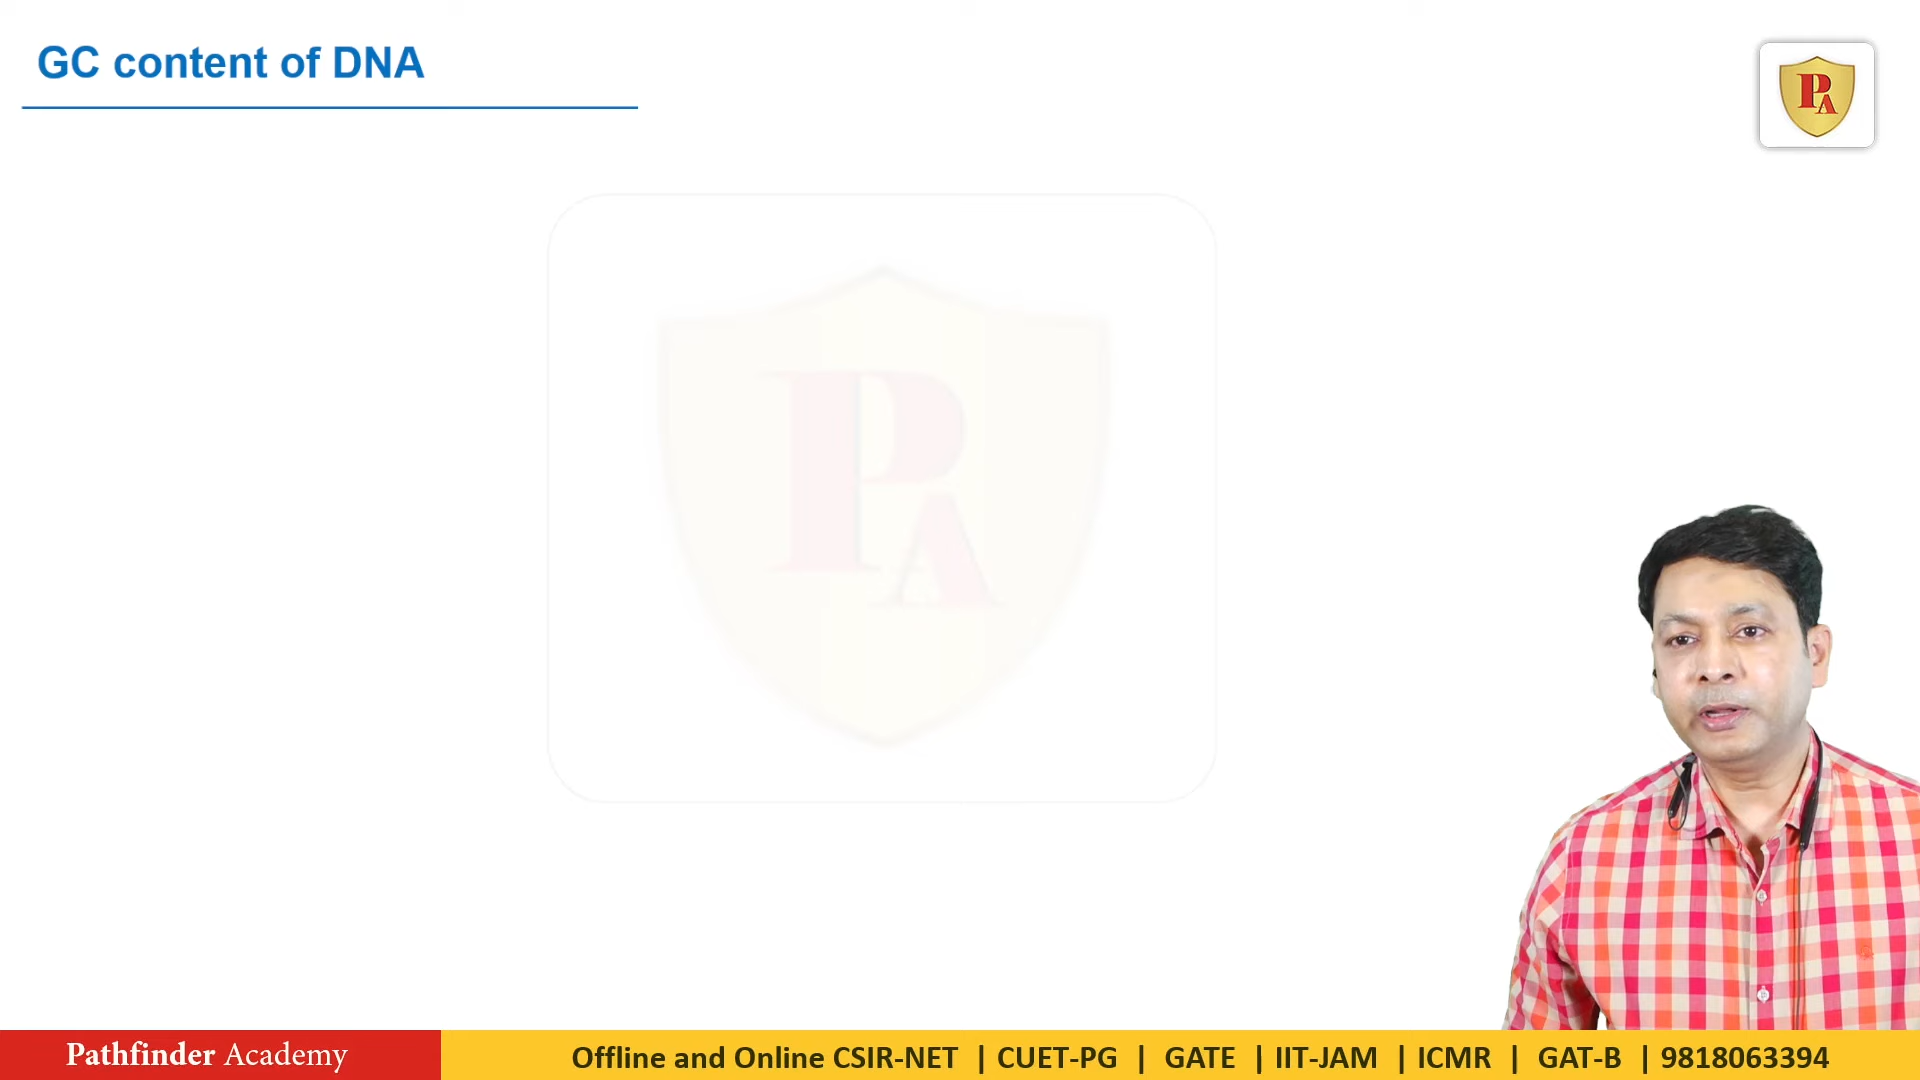 GC content of DNA
PA
PA
Pathfinder Academy
Offline and Online CSIR-NET | CUET-PG | GATE | IIT-JAM | ICMR | GAT-B | 9818063394